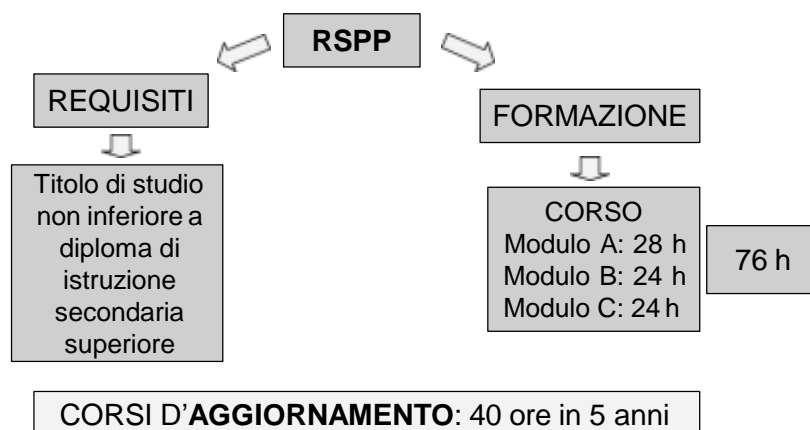 RSPP
REQUISITI
FORMAZIONE
Titolo di studio
non inferiore a
diploma di
istruzione
secondaria
superiore
CORSO
Modulo A: 28 h
Modulo B: 24 h
Modulo C: 24 h
76 h
CORSI D’AGGIORNAMENTO: 40 ore in 5 anni